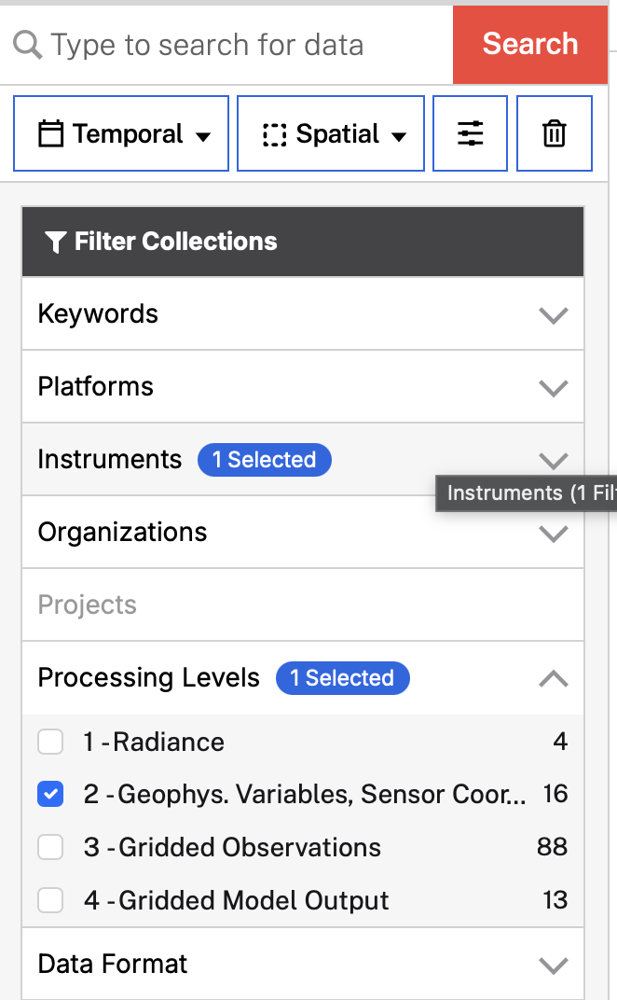 Type to search for data
Search
Temporal
Spatial
Filter Collections
Keywords
Platforms
Instruments 1 Selected
Instruments (1 Fil
Organizations
Projects
Processing Levels 1 Selected
1 - Radiance 4
2 - Geophys. Variables, Sensor Coor... 16
3 - Gridded Observations 88
4 - Gridded Model Output 13
Data Format